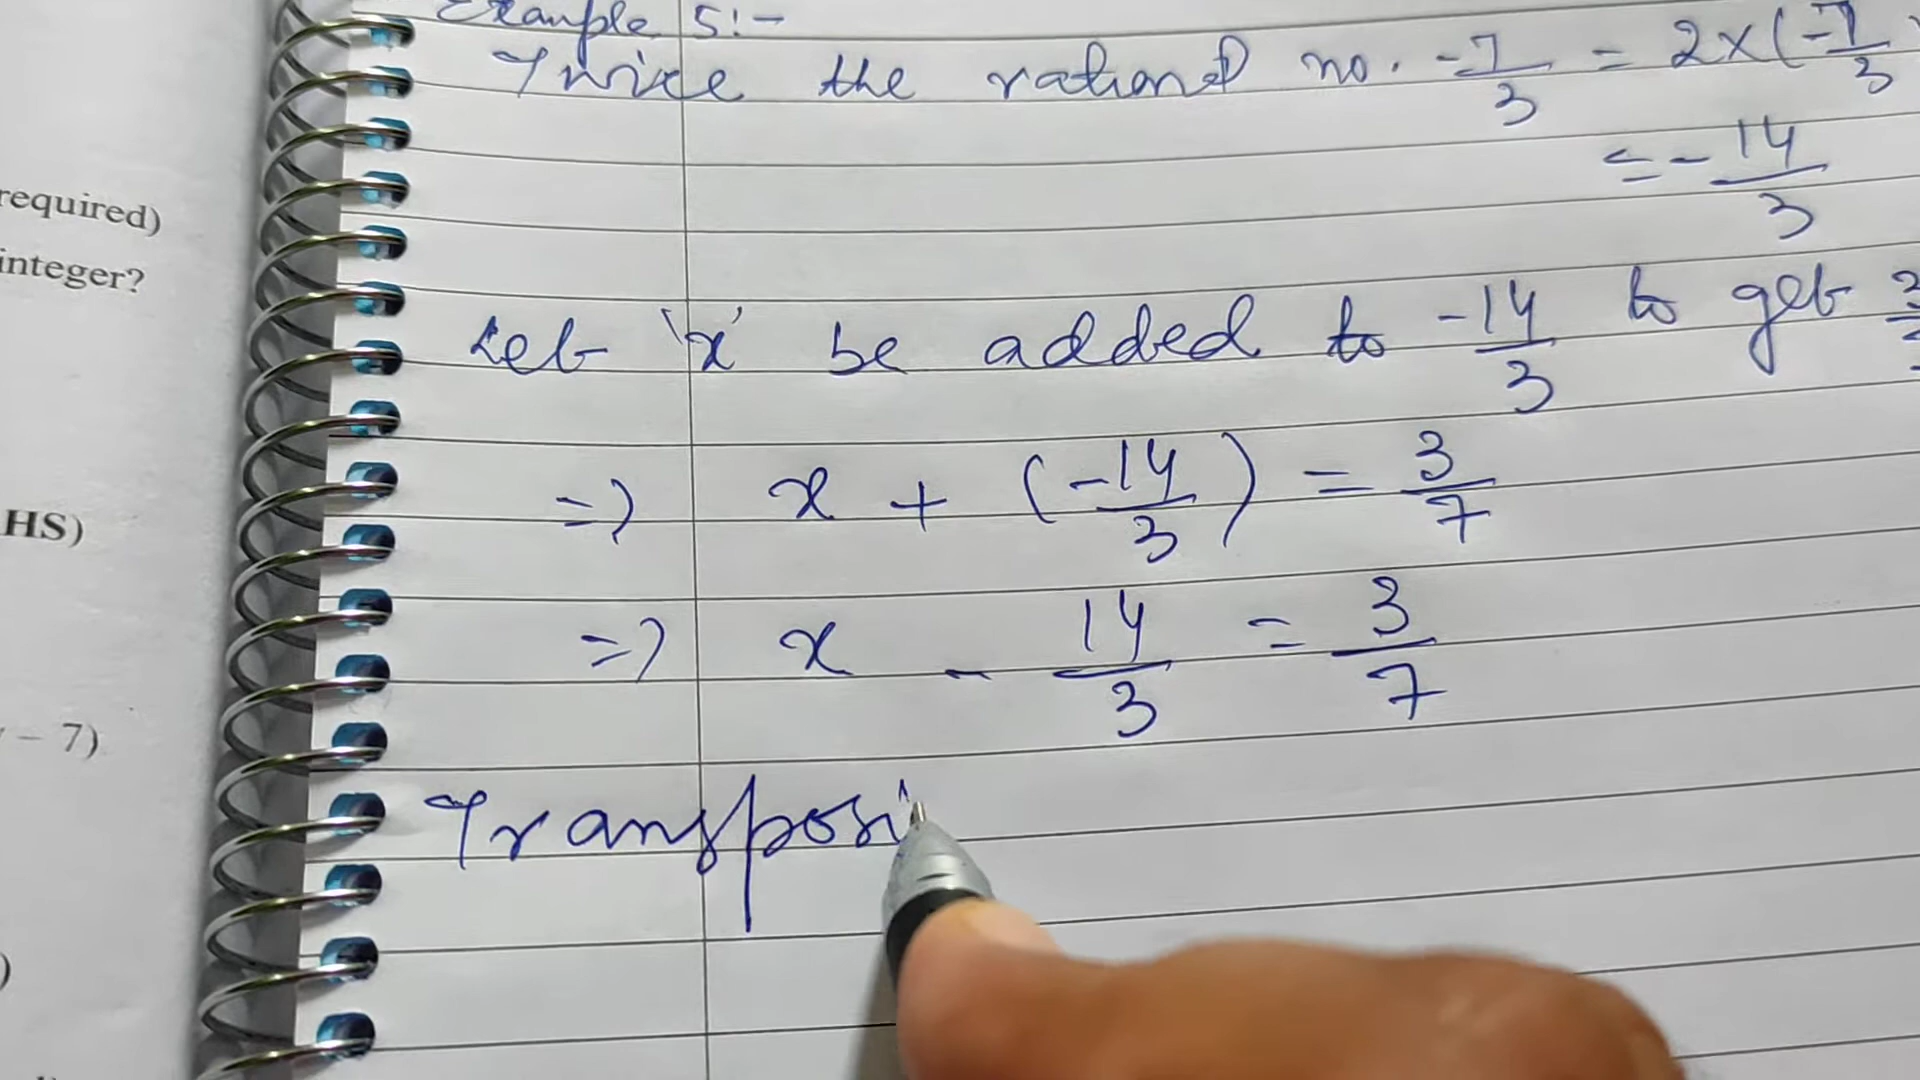 Example 5:-
Twice the rational no. -7/3 = 2×(-7/3
= -14/3
required)
integer?
Let 'x' be added to -14/3 to get
=> x + (-14/3) = 3/7
HS)
=> x - 14/3 = 3/7
- 7)
Transposi
)